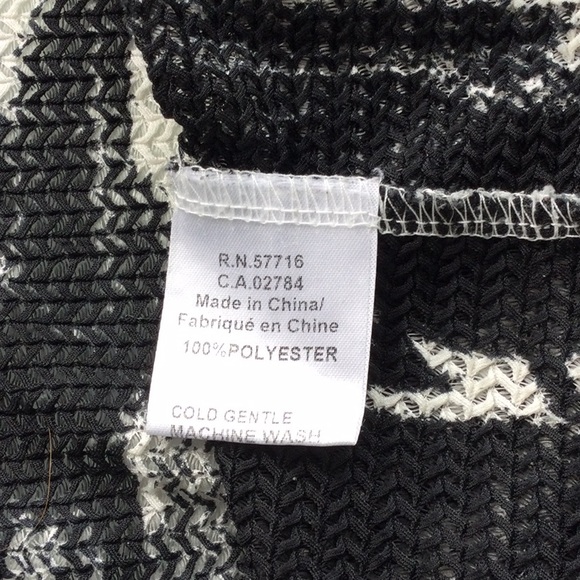 R.N.57716
C.A.02784
Made in China/
Fabriqué en Chine
100%POLYESTER
COLD GENTLE
MACHINE WASH